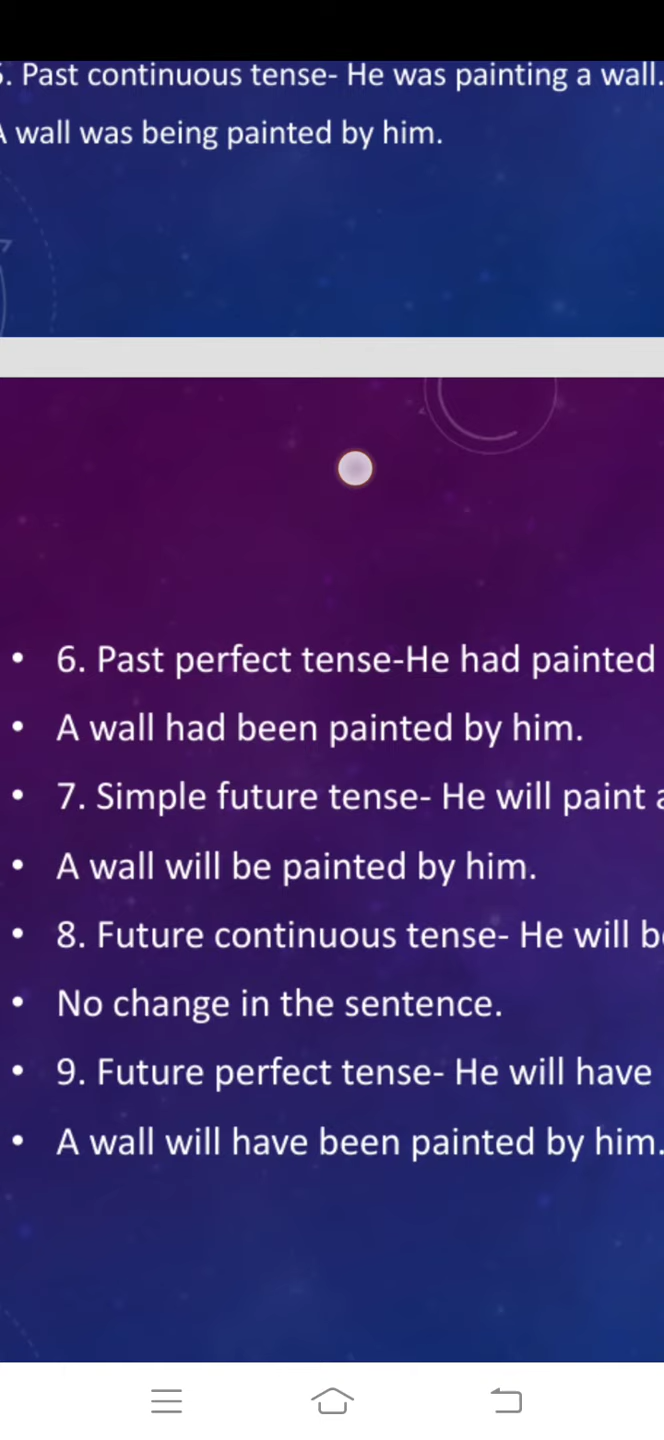 . Past continuous tense- He was painting a wall.
A wall was being painted by him.
• 6. Past perfect tense-He had painted
• A wall had been painted by him.
• 7. Simple future tense- He will paint a
• A wall will be painted by him.
• 8. Future continuous tense- He will be
• No change in the sentence.
• 9. Future perfect tense- He will have
• A wall will have been painted by him.